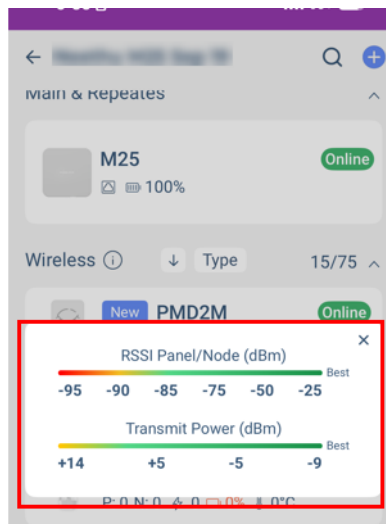 Main & Repeates
M25
Online
100%
Wireless
↓ Type
15/75
New PMD2M
Online
×
RSSI Panel/Node (dBm)
Best
-95 -90 -85 -75 -50 -25
Transmit Power (dBm)
Best
+14 +5 -5 -9
P: 0 N: 0 0 0% 0°C